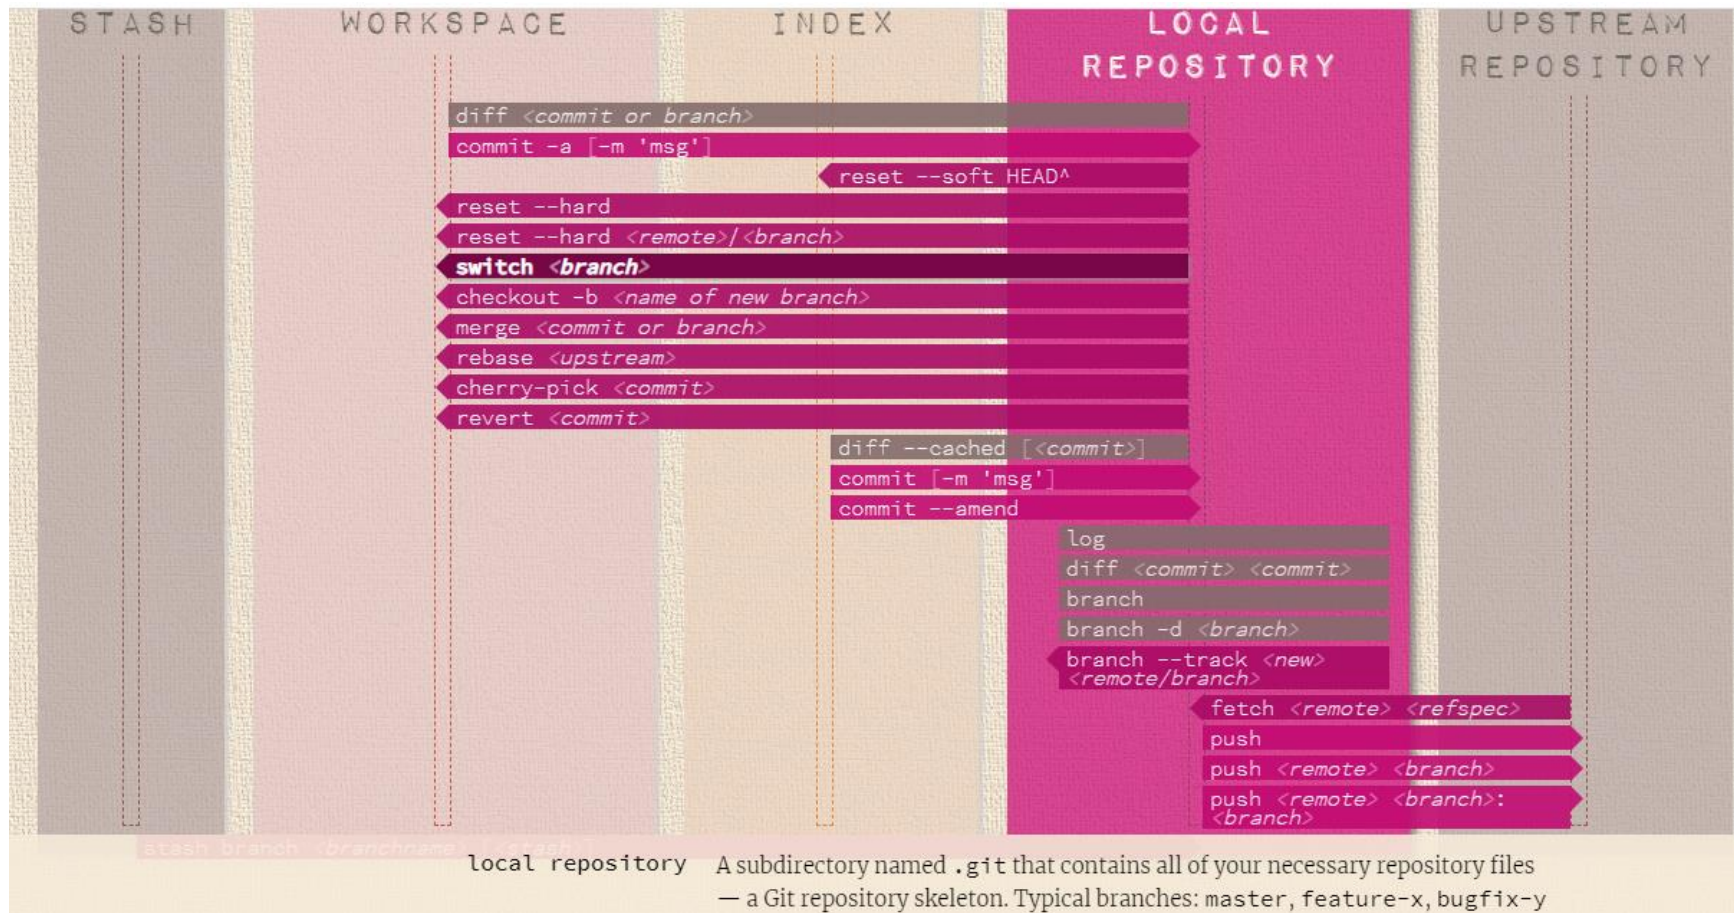 STASH
WORKSPACE
INDEX
LOCAL
REPOSITORY
UPSTREAM
REPOSITORY
diff <commit or branch>
commit -a [-m 'msg']
reset --soft HEAD^
reset --hard
reset --hard <remote>/<branch>
switch <branch>
checkout -b <name of new branch>
merge <commit or branch>
rebase <upstream>
cherry-pick <commit>
revert <commit>
diff --cached [<commit>]
commit [-m 'msg']
commit --amend
log
diff <commit> <commit>
branch
branch -d <branch>
branch --track <new>
<remote/branch>
fetch <remote> <refspec>
push
push <remote> <branch>
push <remote> <branch>:
<branch>
stash branch <branchname> [<stash>]
local repository A subdirectory named .git that contains all of your necessary repository files
— a Git repository skeleton. Typical branches: master, feature-x, bugfix-y